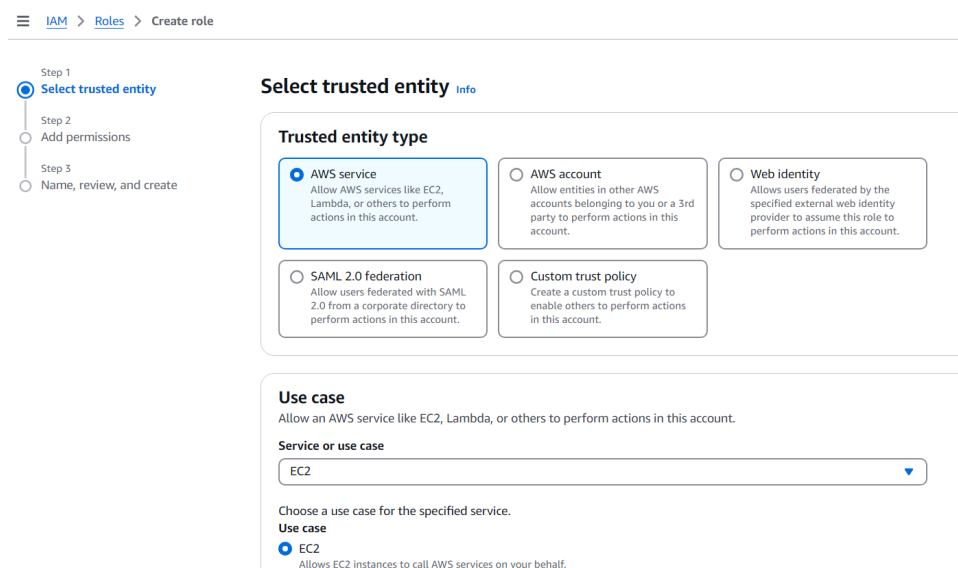 IAM > Roles > Create role
Step 1
Select trusted entity
Step 2
Add permissions
Step 3
Name, review, and create
Select trusted entity Info
Trusted entity type
AWS service
Allow AWS services like EC2,
Lambda, or others to perform
actions in this account.
AWS account
Allow entities in other AWS
accounts belonging to you or a 3rd
party to perform actions in this
account.
Web identity
Allows users federated by the
specified external web identity
provider to assume this role to
perform actions in this account.
SAML 2.0 federation
Allow users federated with SAML
2.0 from a corporate directory to
perform actions in this account.
Custom trust policy
Create a custom trust policy to
enable others to perform actions
in this account.
Use case
Allow an AWS service like EC2, Lambda, or others to perform actions in this account.
Service or use case
EC2
Choose a use case for the specified service.
Use case
EC2
Allows EC2 instances to call AWS services on your behalf.